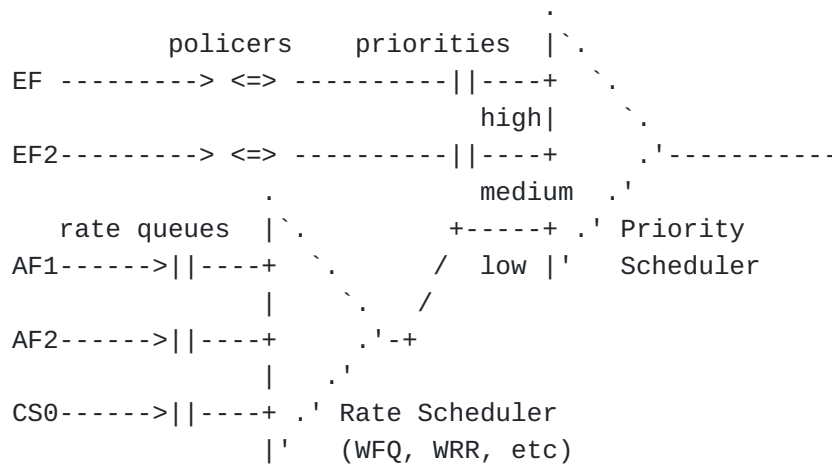 policers priorities
EF
high
EF2
medium
rate queues Priority
AF1 low Scheduler
AF2
CS0 Rate Scheduler
(WFQ, WRR, etc)